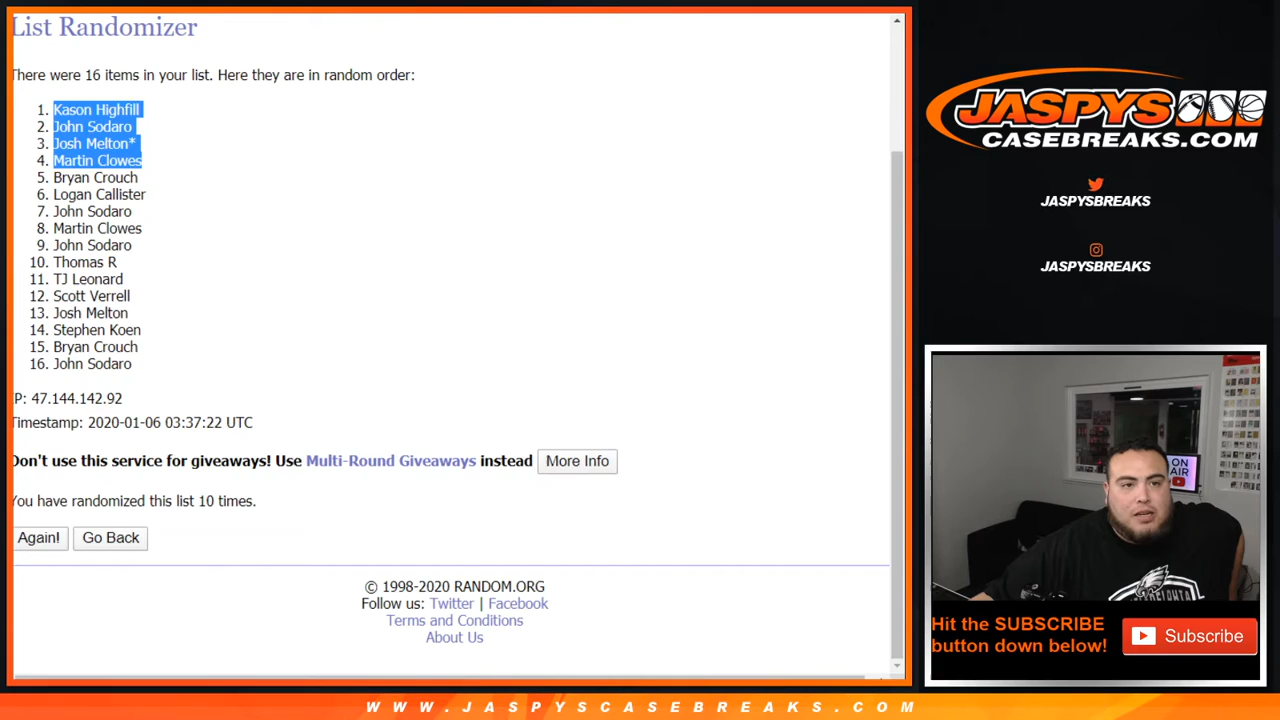 List Randomizer
There were 16 items in your list. Here they are in random order:
1. Kason Highfill
2. John Sodaro
3. Josh Melton*
4. Martin Clowes
5. Bryan Crouch
6. Logan Callister
7. John Sodaro
8. Martin Clowes
9. John Sodaro
10. Thomas R
11. TJ Leonard
12. Scott Verrell
13. Josh Melton
14. Stephen Koen
15. Bryan Crouch
16. John Sodaro
IP: 47.144.142.92
Timestamp: 2020-01-06 03:37:22 UTC
Don't use this service for giveaways! Use Multi-Round Giveaways instead More Info
You have randomized this list 10 times.
Again! Go Back
© 1998-2020 RANDOM.ORG
Follow us: Twitter | Facebook
Terms and Conditions
About Us
JASPYS
CASEBREAKS.COM
JASPYSBREAKS
JASPYSBREAKS
ON
AIR
Hit the SUBSCRIBE
button down below!
Subscribe
WWW.JASPYSCASEBREAKS.COM